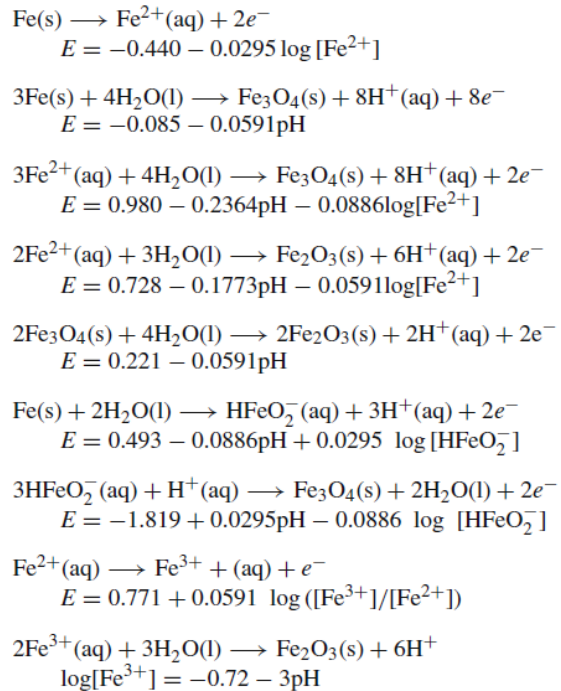 Fe(s) ⟶ Fe²⁺(aq) + 2e⁻
E = −0.440 − 0.0295 log [Fe²⁺]
3Fe(s) + 4H₂O(l) ⟶ Fe₃O₄(s) + 8H⁺(aq) + 8e⁻
E = −0.085 − 0.0591pH
3Fe²⁺(aq) + 4H₂O(l) ⟶ Fe₃O₄(s) + 8H⁺(aq) + 2e⁻
E = 0.980 − 0.2364pH − 0.0886log[Fe²⁺]
2Fe²⁺(aq) + 3H₂O(l) ⟶ Fe₂O₃(s) + 6H⁺(aq) + 2e⁻
E = 0.728 − 0.1773pH − 0.0591log[Fe²⁺]
2Fe₃O₄(s) + 4H₂O(l) ⟶ 2Fe₂O₃(s) + 2H⁺(aq) + 2e⁻
E = 0.221 − 0.0591pH
Fe(s) + 2H₂O(l) ⟶ HFeO₂⁻(aq) + 3H⁺(aq) + 2e⁻
E = 0.493 − 0.0886pH + 0.0295 log [HFeO₂⁻]
3HFeO₂⁻(aq) + H⁺(aq) ⟶ Fe₃O₄(s) + 2H₂O(l) + 2e⁻
E = −1.819 + 0.0295pH − 0.0886 log [HFeO₂⁻]
Fe²⁺(aq) ⟶ Fe³⁺ + (aq) + e⁻
E = 0.771 + 0.0591 log ([Fe³⁺]/[Fe²⁺])
2Fe³⁺(aq) + 3H₂O(l) ⟶ Fe₂O₃(s) + 6H⁺
log[Fe³⁺] = −0.72 − 3pH